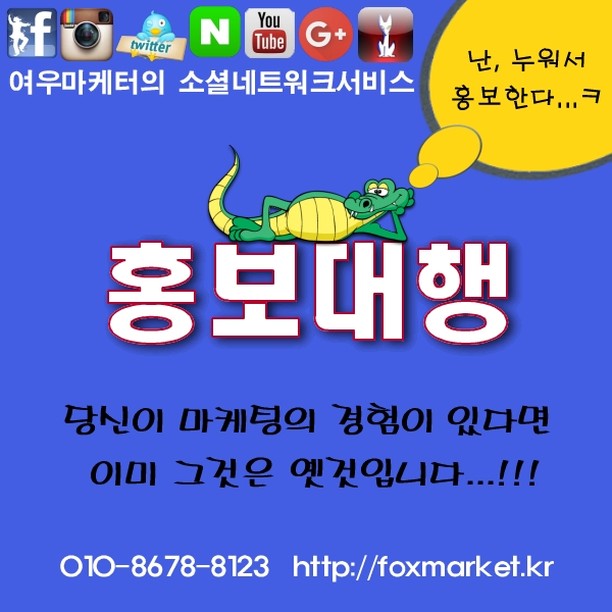 f
twitter
N
You
Tube
G+
여우마케터의 소셜네트워크서비스
난, 누워서
홍보한다...ㅋ
홍보대행
당신이 마케팅의 경험이 있다면
이미 그것은 옛것입니다...!!!
010-8678-8123 http://foxmarket.kr